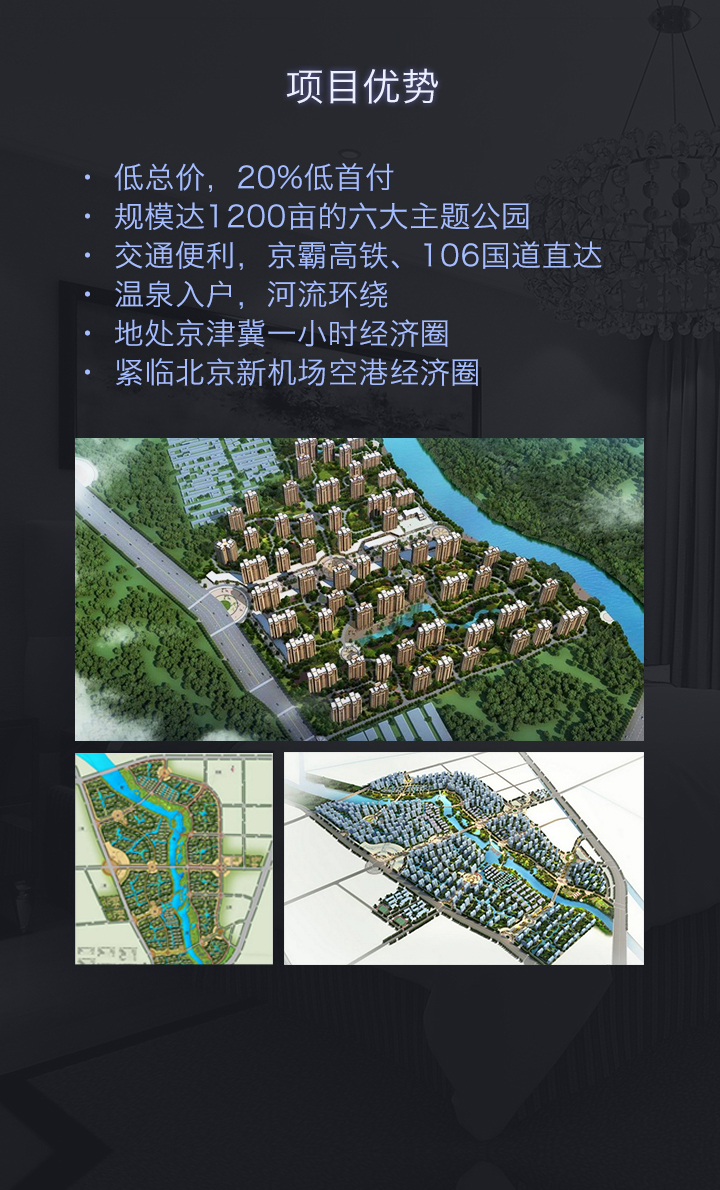 项目优势
· 低总价，20%低首付
· 规模达1200亩的六大主题公园
· 交通便利，京霸高铁、106国道直达
· 温泉入户，河流环绕
· 地处京津冀一小时经济圈
· 紧临北京新机场空港经济圈